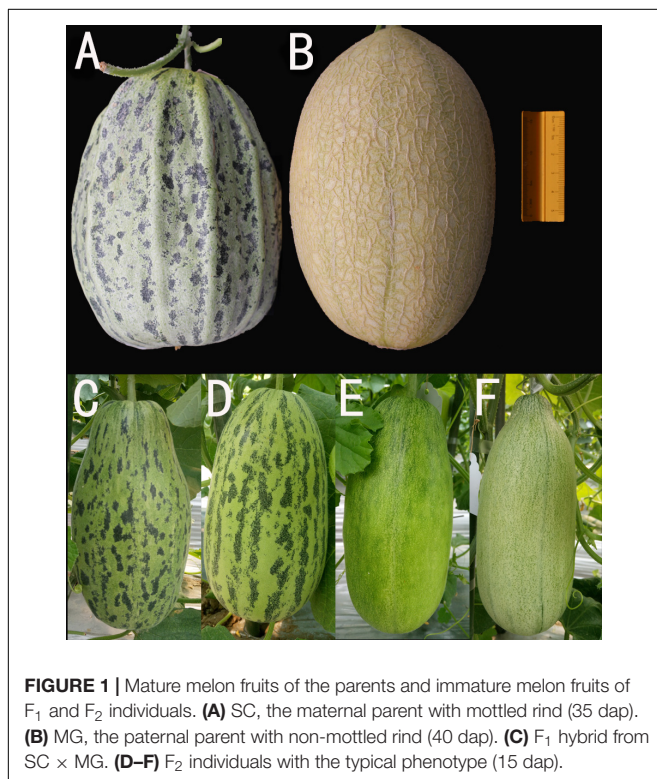 A
B
C
D
E
F
FIGURE 1 | Mature melon fruits of the parents and immature melon fruits of
F₁ and F₂ individuals. (A) SC, the maternal parent with mottled rind (35 dap).
(B) MG, the paternal parent with non-mottled rind (40 dap). (C) F₁ hybrid from
SC × MG. (D–F) F₂ individuals with the typical phenotype (15 dap).